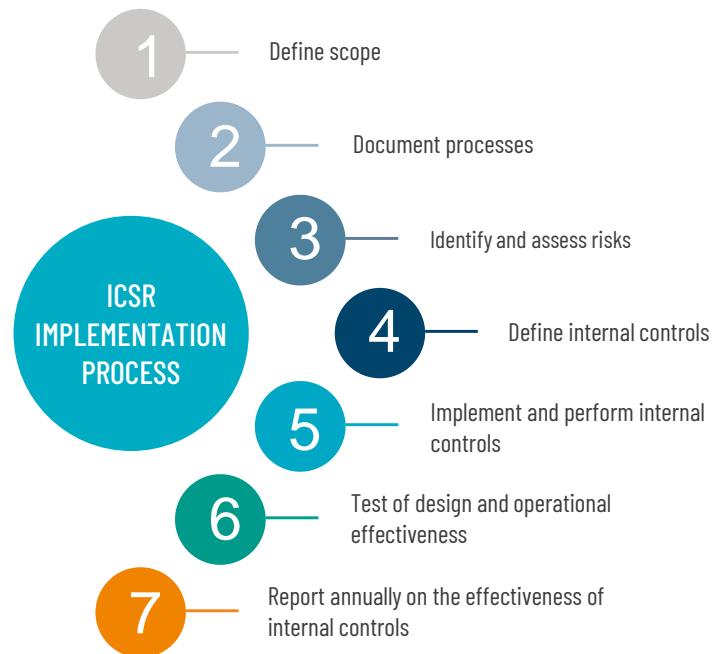 1
Define scope
2
Document processes
3
Identify and assess risks
ICSR
IMPLEMENTATION
PROCESS
4
Define internal controls
5
Implement and perform internal
controls
6
Test of design and operational
effectiveness
7
Report annually on the effectiveness of
internal controls